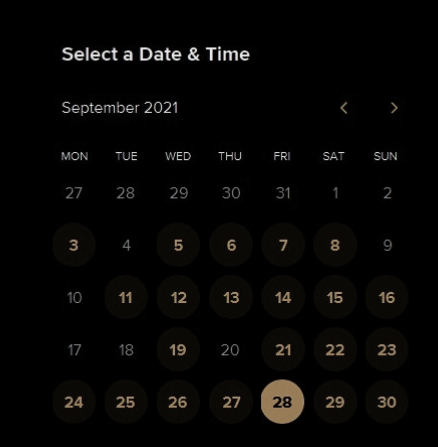 Select a Date & Time
September 2021
MON TUE WED THU FRI SAT SUN
27 28 29 30 31 1 2
3 4 5 6 7 8 9
10 11 12 13 14 15 16
17 18 19 20 21 22 23
24 25 26 27 28 29 30